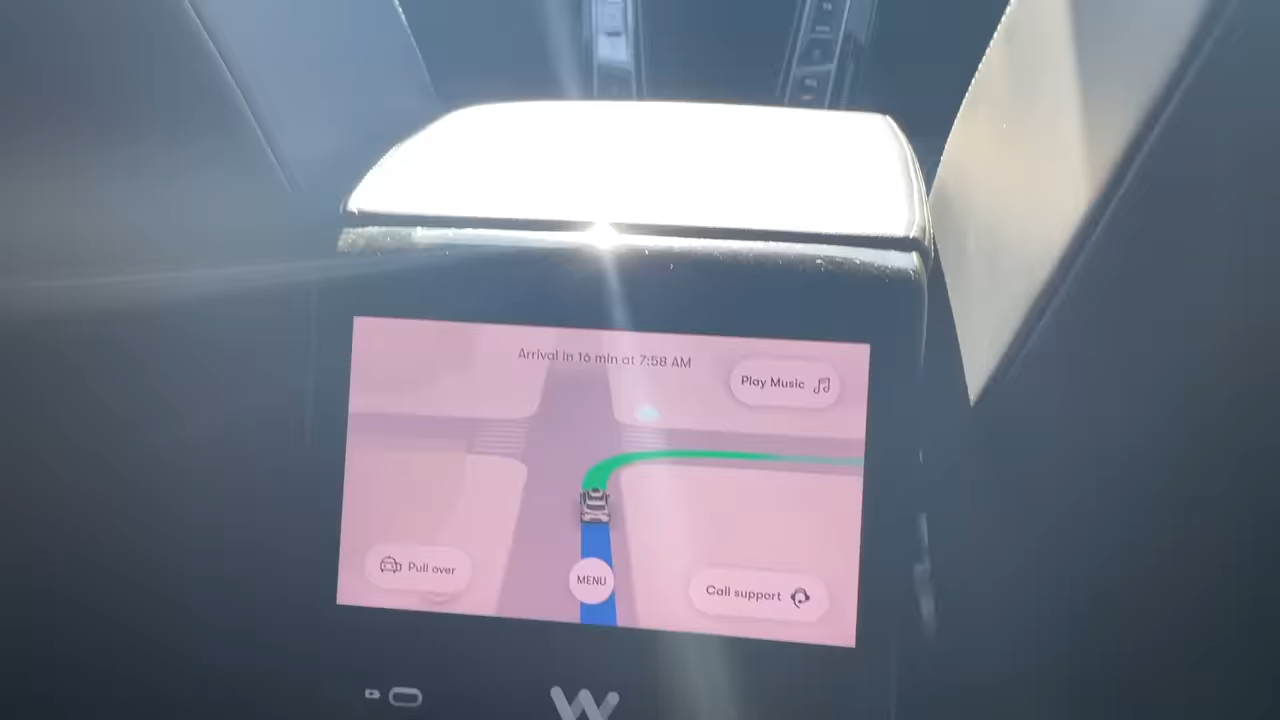 Arrival in 16 min at 7:58 AM
Play Music
Pull over
MENU
Call support